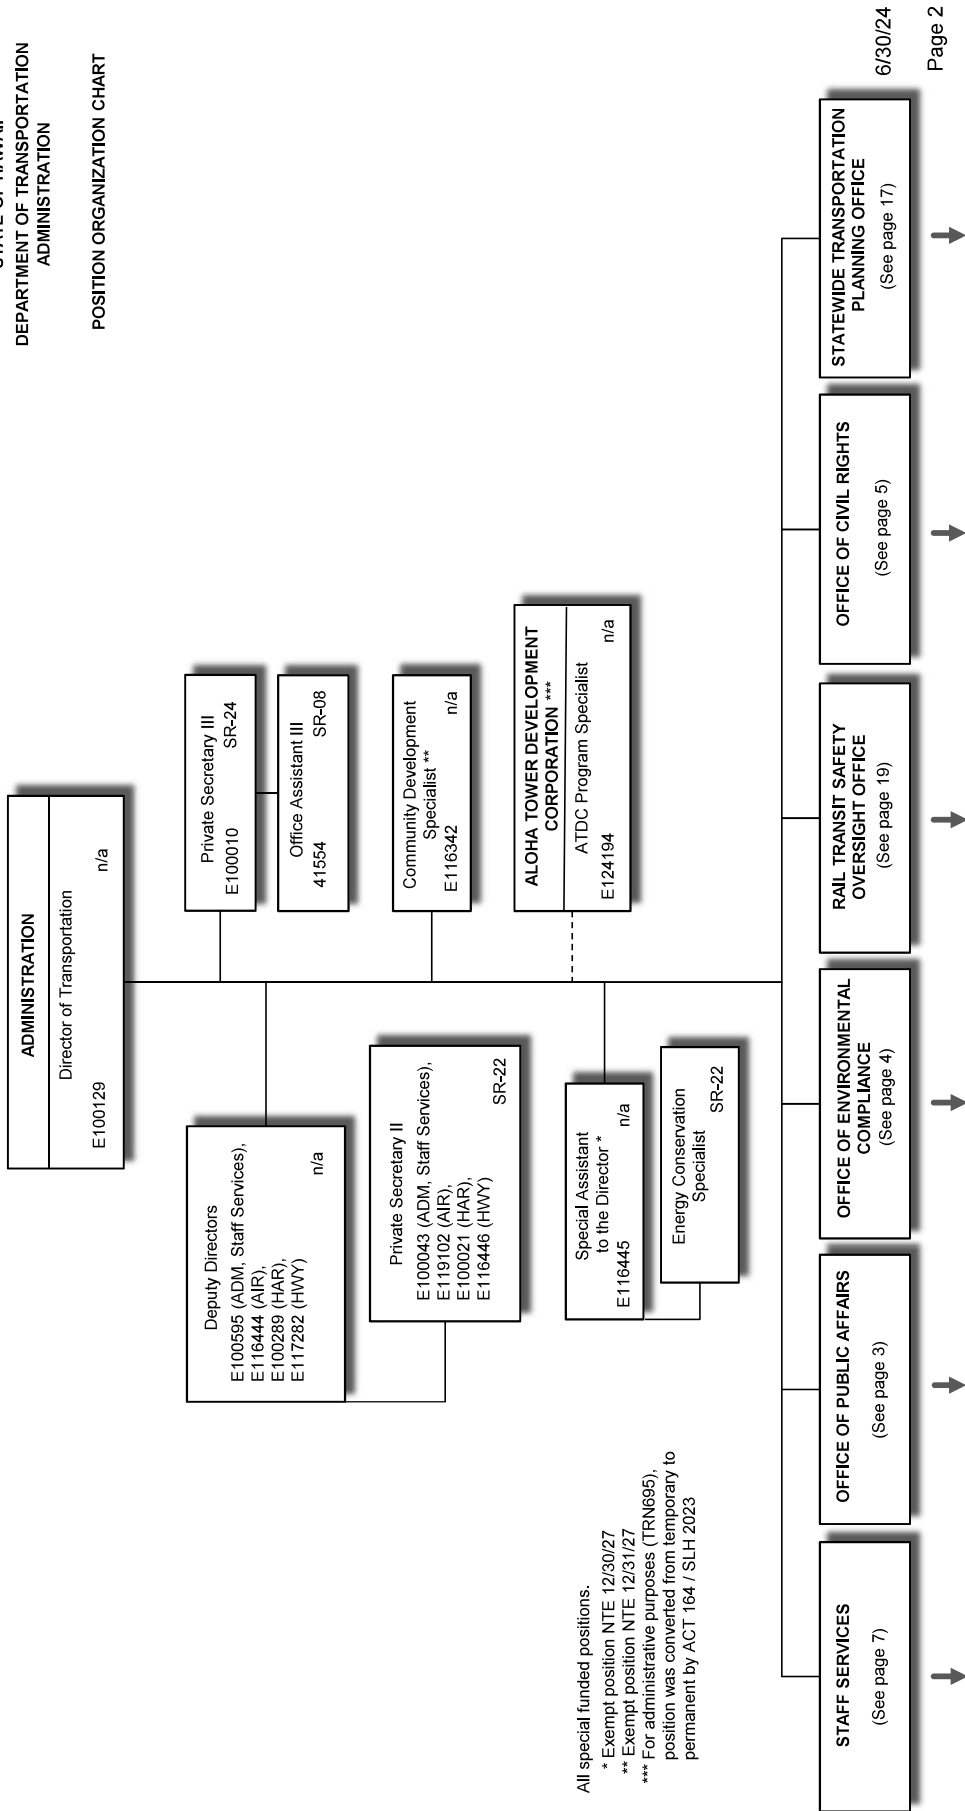 DEPARTMENT OF TRANSPORTATION
ADMINISTRATION
POSITION ORGANIZATION CHART
ADMINISTRATION
Director of Transportation
E100129 n/a
Deputy Directors
E100595 (ADM, Staff Services),
E116444 (AIR),
E100289 (HAR),
E117282 (HWY)
n/a
Private Secretary II
E100043 (ADM, Staff Services),
E119102 (AIR),
E100021 (HAR),
E116446 (HWY)
SR-22
Private Secretary III
E100010 SR-24
Office Assistant III
41554 SR-08
Community Development
Specialist **
E116342 n/a
ALOHA TOWER DEVELOPMENT
CORPORATION ***
ATDC Program Specialist
E124194 n/a
Special Assistant
to the Director *
E116445 n/a
Energy Conservation
Specialist
SR-22
All special funded positions.
* Exempt position NTE 12/30/27
** Exempt position NTE 12/31/27
*** For administrative purposes (TRN695),
position was converted from temporary to
permanent by ACT 164 / SLH 2023
STAFF SERVICES
(See page 7)
OFFICE OF PUBLIC AFFAIRS
(See page 3)
OFFICE OF ENVIRONMENTAL
COMPLIANCE
(See page 4)
RAIL TRANSIT SAFETY
OVERSIGHT OFFICE
(See page 19)
OFFICE OF CIVIL RIGHTS
(See page 5)
STATEWIDE TRANSPORTATION
PLANNING OFFICE
(See page 17)
6/30/24
Page 2